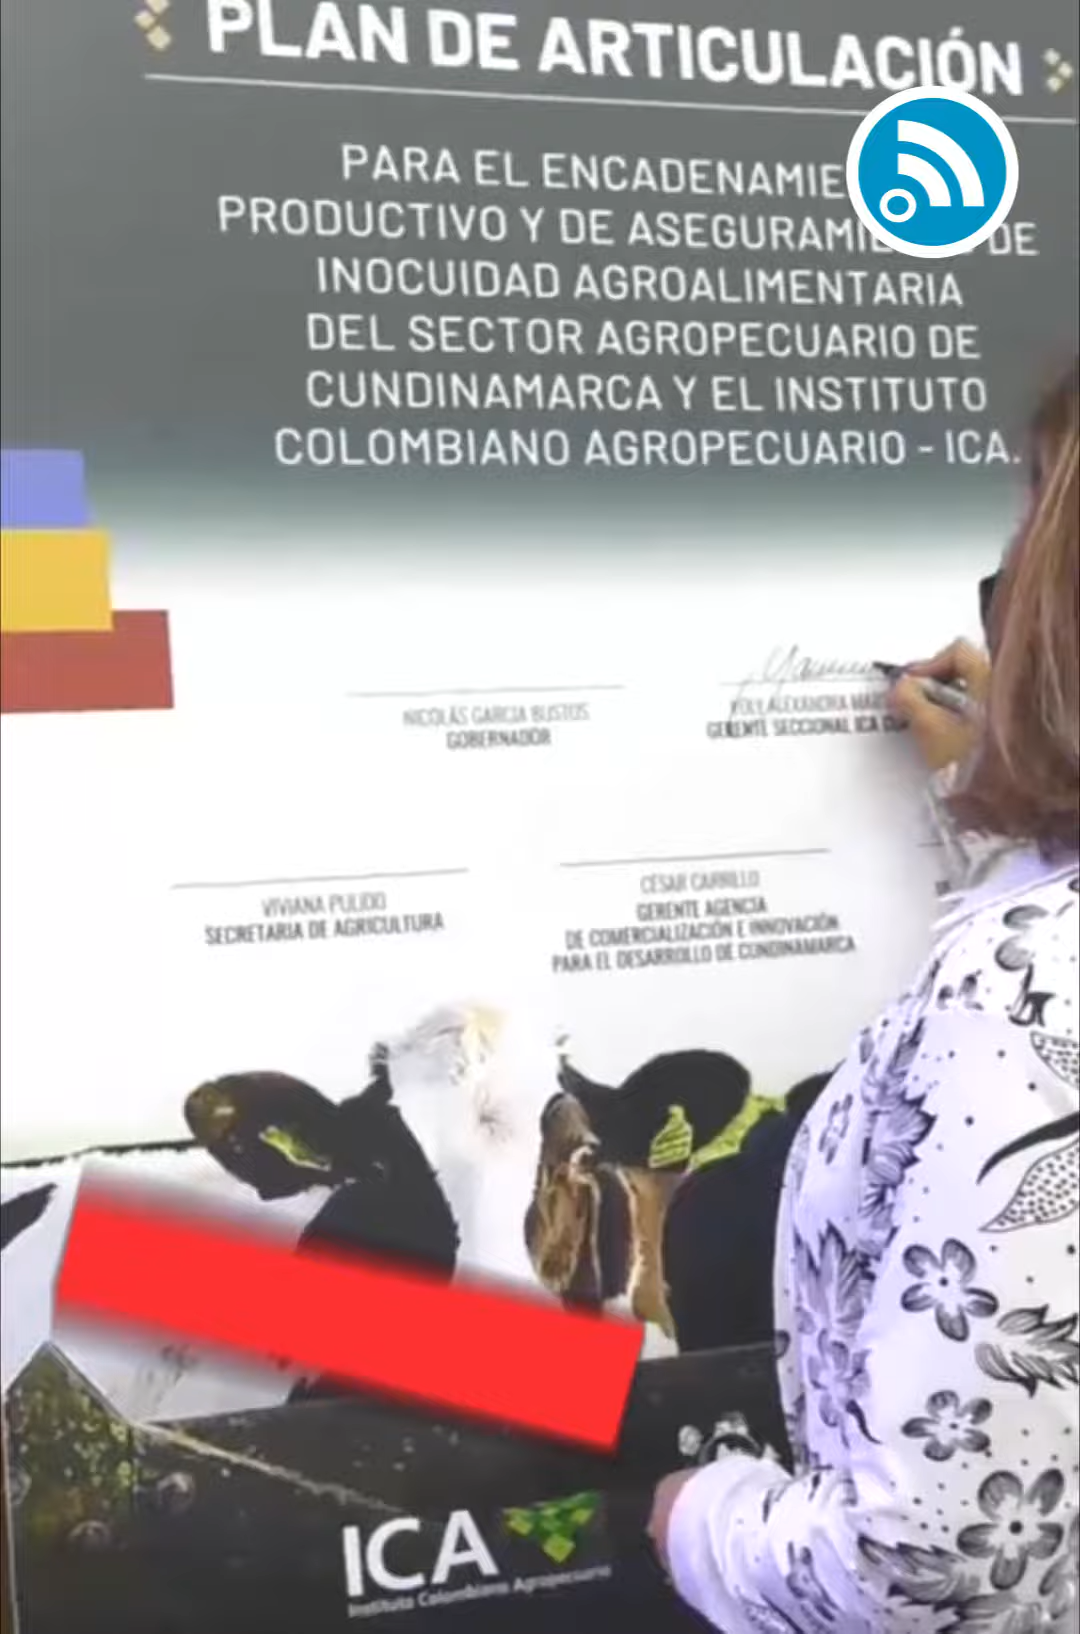 PLAN DE ARTICULACIÓN
PARA EL
PRODUCTIVO Y DE DE
INOCUIDAD AGROALIMENTARIA
DEL SECTOR AGROPECUARIO DE
CUNDINAMARCA Y EL INSTITUTO
COLOMBIANO AGROPECUARIO - ICA.
NICOLÁS GARCÍA BUSTOS
GOBERNADOR
ALEXANDRA
GERENTE SECCIONAL ICA
VIVIANA PULIDO
SECRETARIA DE AGRICULTURA
CÉSAR CARRILLO
GERENTE AGENCIA
DE COMERCIALIZACIÓN E INNOVACIÓN
PARA EL DESARROLLO DE CUNDINAMARCA
ICA
Instituto Colombiano Agropecuario